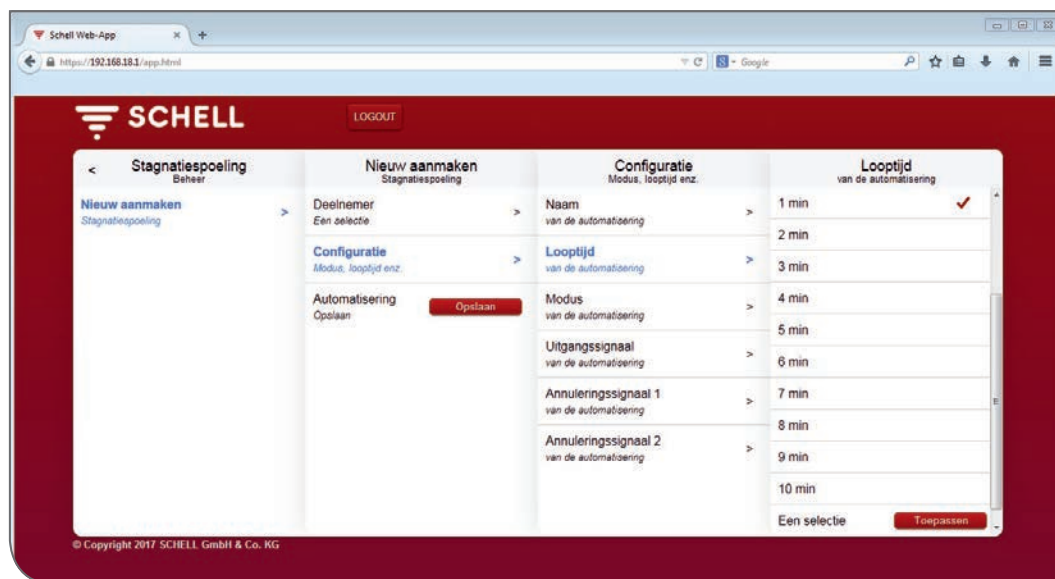 Schell Web-App
https://192.168.18.1/app.html
Google
SCHELL
LOGOUT
Stagnatiespoeling
Beheer
Nieuw aanmaken
Stagnatiespoeling
Nieuw aanmaken
Stagnatiespoeling
Deelnemer
Een selectie
Configuratie
Modus, looptijd enz.
Automatisering
Opslaan
Opslaan
Configuratie
Modus, looptijd enz.
Naam
van de automatisering
Looptijd
van de automatisering
Modus
van de automatisering
Uitgangssignaal
van de automatisering
Annuleringssignaal 1
van de automatisering
Annuleringssignaal 2
van de automatisering
Looptijd
van de automatisering
1 min
2 min
3 min
4 min
5 min
6 min
7 min
8 min
9 min
10 min
Een selectie
Toepassen
© Copyright 2017 SCHELL GmbH & Co. KG